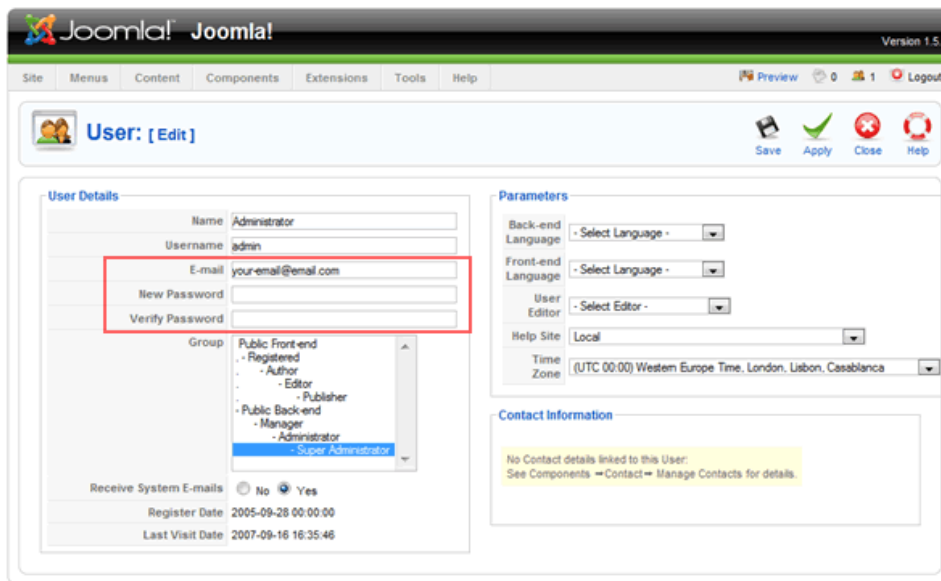 Joomla! Joomla!
Version 1.5.
Site Menus Content Components Extensions Tools Help Preview 0 1 Logout
User: [ Edit ]
Save Apply Close Help
User Details
Name Administrator
Username admin
E-mail your-email@email.com
New Password
Verify Password
Group Public Front-end
. - Registered
. - Author
. - Editor
. - Publisher
- Public Back-end
- Manager
- Administrator
- Super Administrator
Receive System E-mails No Yes
Register Date 2005-09-28 00:00:00
Last Visit Date 2007-09-16 16:35:46
Parameters
Back-end
Language - Select Language -
Front-end
Language - Select Language -
User
Editor - Select Editor -
Help Site Local
Time
Zone (UTC 00:00) Western Europe Time, London, Lisbon, Casablanca
Contact Information
No Contact details linked to this User:
See Components ➡Contact➡ Manage Contacts for details.